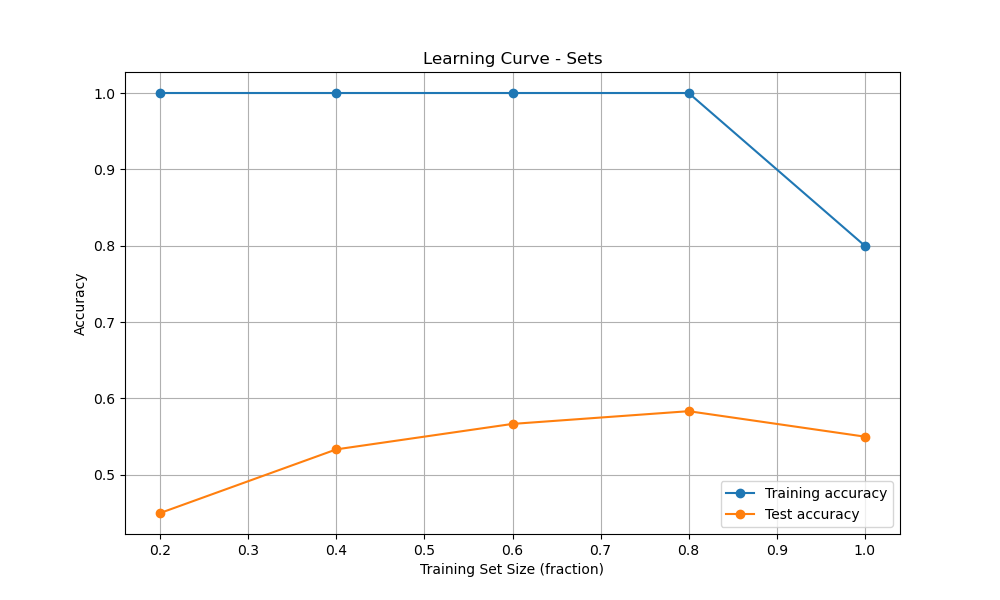 Learning Curve - Sets
1.0
0.9
0.8
0.7
0.6
0.5
Accuracy
0.2 0.3 0.4 0.5 0.6 0.7 0.8 0.9 1.0
Training Set Size (fraction)
Training accuracy
Test accuracy